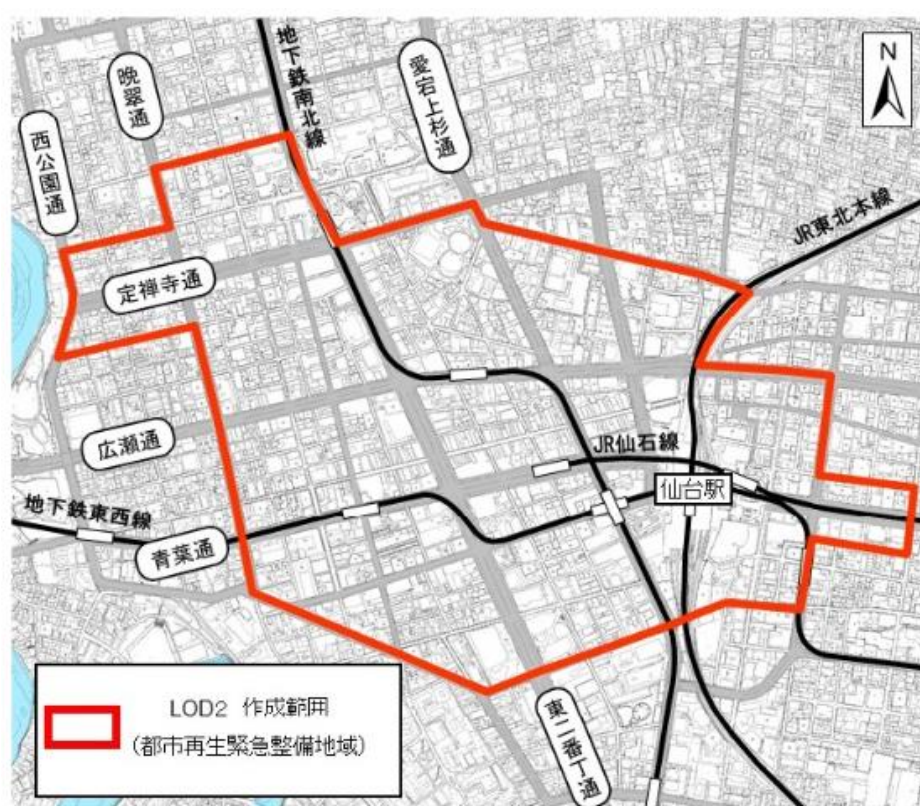 N
地下鉄南北線
愛宕上杉通
晩翠通
西公園通
JR東北本線
定禅寺通
広瀬通
JR仙石線
仙台駅
地下鉄東西線
青葉通
東二番丁通
LOD2 作成範囲
(都市再生緊急整備地域)